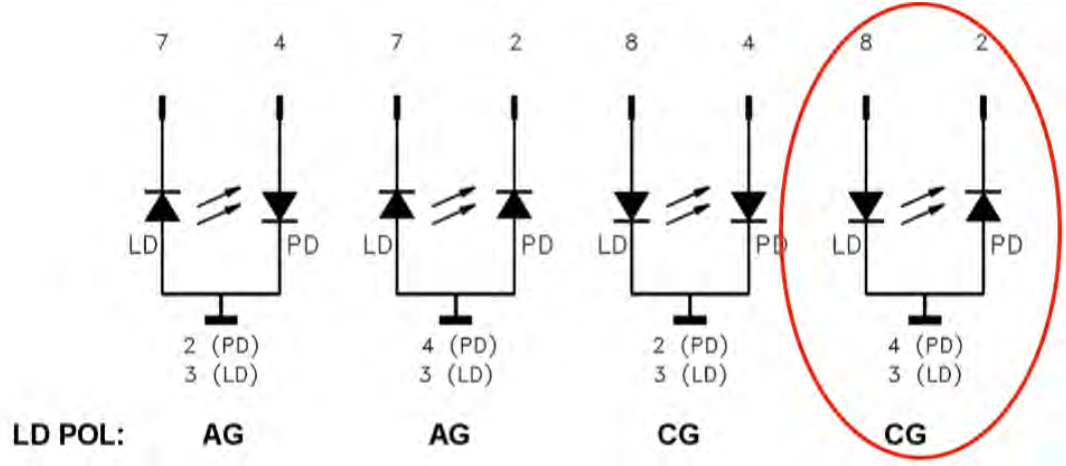 7 4 7 2 8 4 8 2
LD PD LD PD LD PD LD PD
2 (PD) 4 (PD) 2 (PD) 4 (PD)
3 (LD) 3 (LD) 3 (LD) 3 (LD)
LD POL: AG AG CG CG